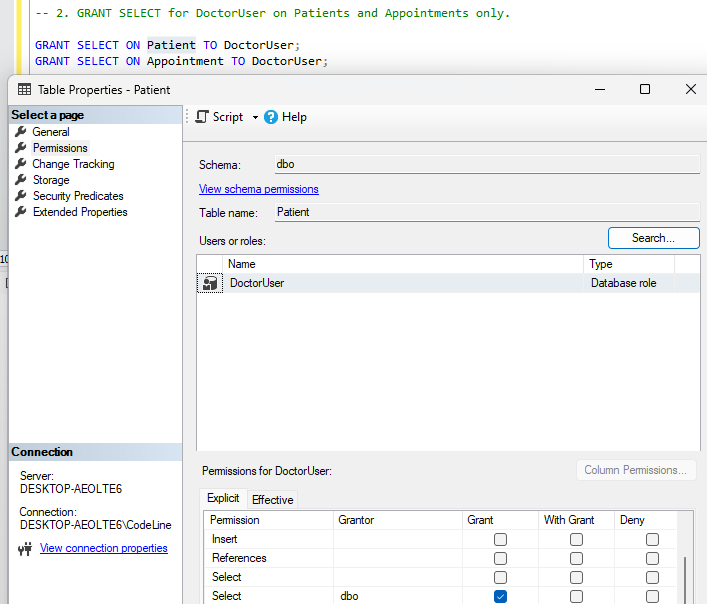 -- 2. GRANT SELECT for DoctorUser on Patients and Appointments only.
GRANT SELECT ON Patient TO DoctorUser;
GRANT SELECT ON Appointment TO DoctorUser;
Table Properties - Patient
Select a page
General
Permissions
Change Tracking
Storage
Security Predicates
Extended Properties
Script
Help
Schema: dbo
View schema permissions
Table name: Patient
Users or roles:
Search...
Name Type
DoctorUser Database role
10
Connection
Server:
DESKTOP-AEOLTE6
Connection:
DESKTOP-AEOLTE6\CodeLine
View connection properties
Permissions for DoctorUser:
Column Permissions...
Explicit Effective
Permission Grantor Grant With Grant Deny
Insert
References
Select
Select dbo